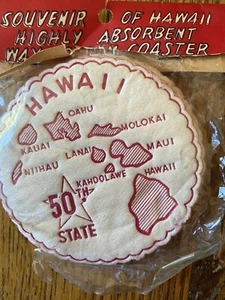 SOUVENIR OF HAWAII
HIGHLY ABSORBENT
COASTER
HAWAII
OAHU
MOLOKAI
KAUAI
LANAI
MAUI
NIIHAU
KAHOOLAWE
HAWAII
50TH
STATE